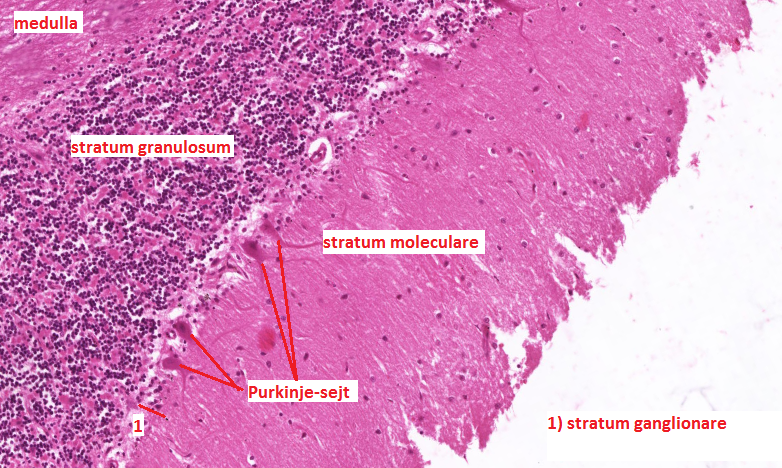 medulla
stratum granulosum
stratum moleculare
Purkinje-sejt
1
1) stratum ganglionare